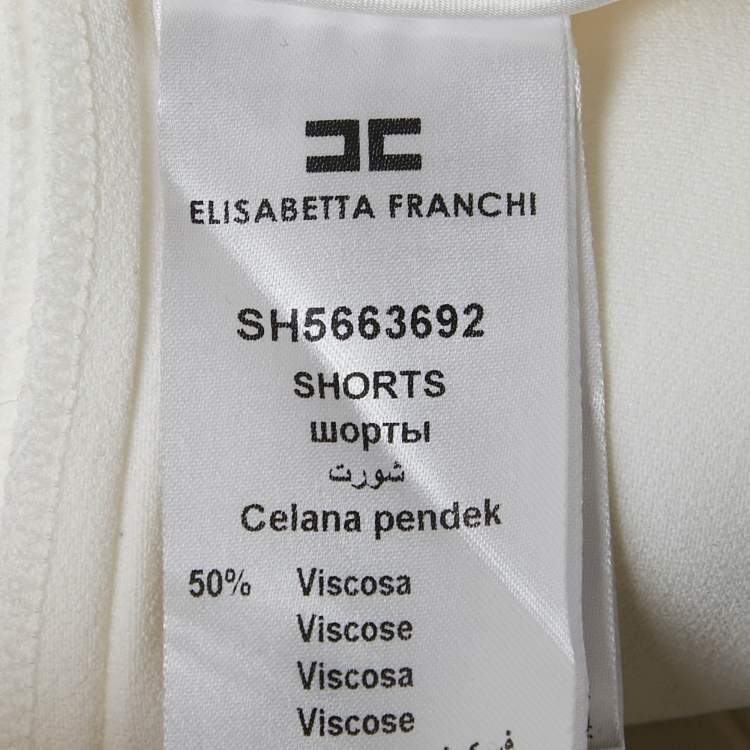 ELISABETTA FRANCHI
SH5663692
SHORTS
шорты
شورت
Celana pendek
50% Viscosa
Viscose
Viscosa
Viscose